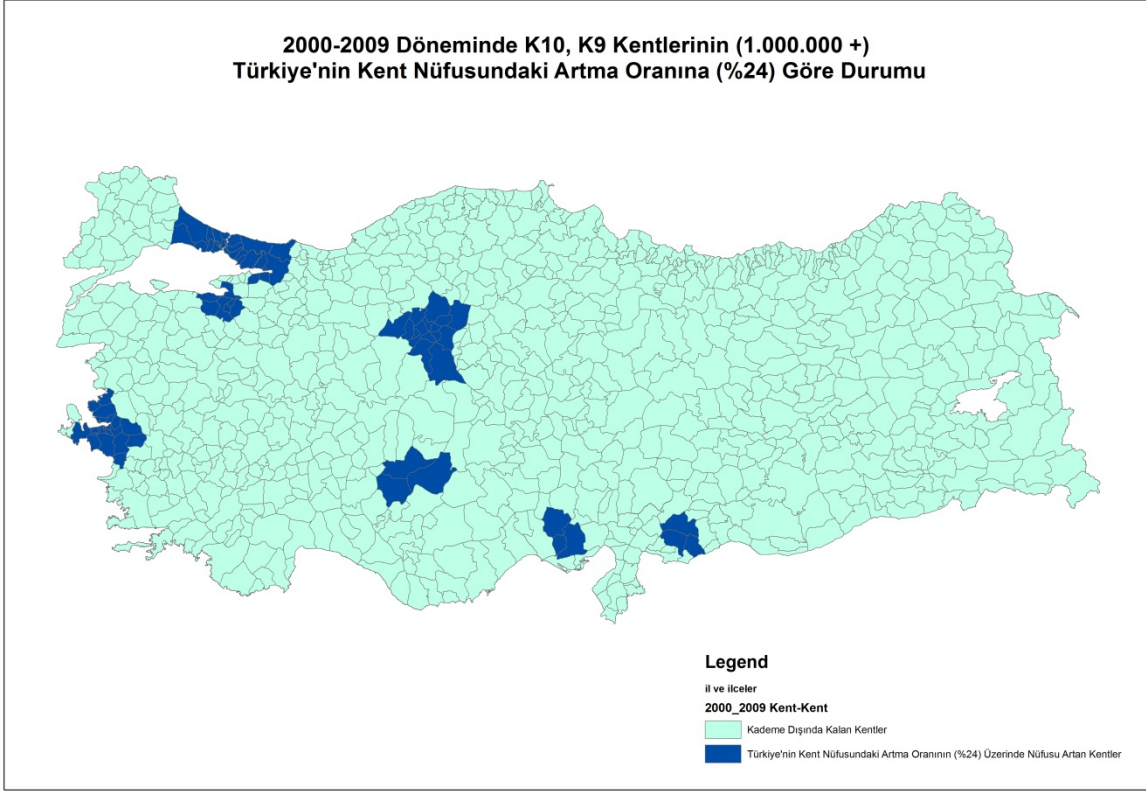 2000-2009 Döneminde K10, K9 Kentlerinin (1.000.000 +)
Türkiye'nin Kent Nüfusundaki Artma Oranına (%24) Göre Durumu
Legend
il ve ilceler
2000_2009 Kent-Kent
Kademe Dışında Kalan Kentler
Türkiye'nin Kent Nüfusundaki Artma Oranının (%24) Üzerinde Nüfusu Artan Kentler